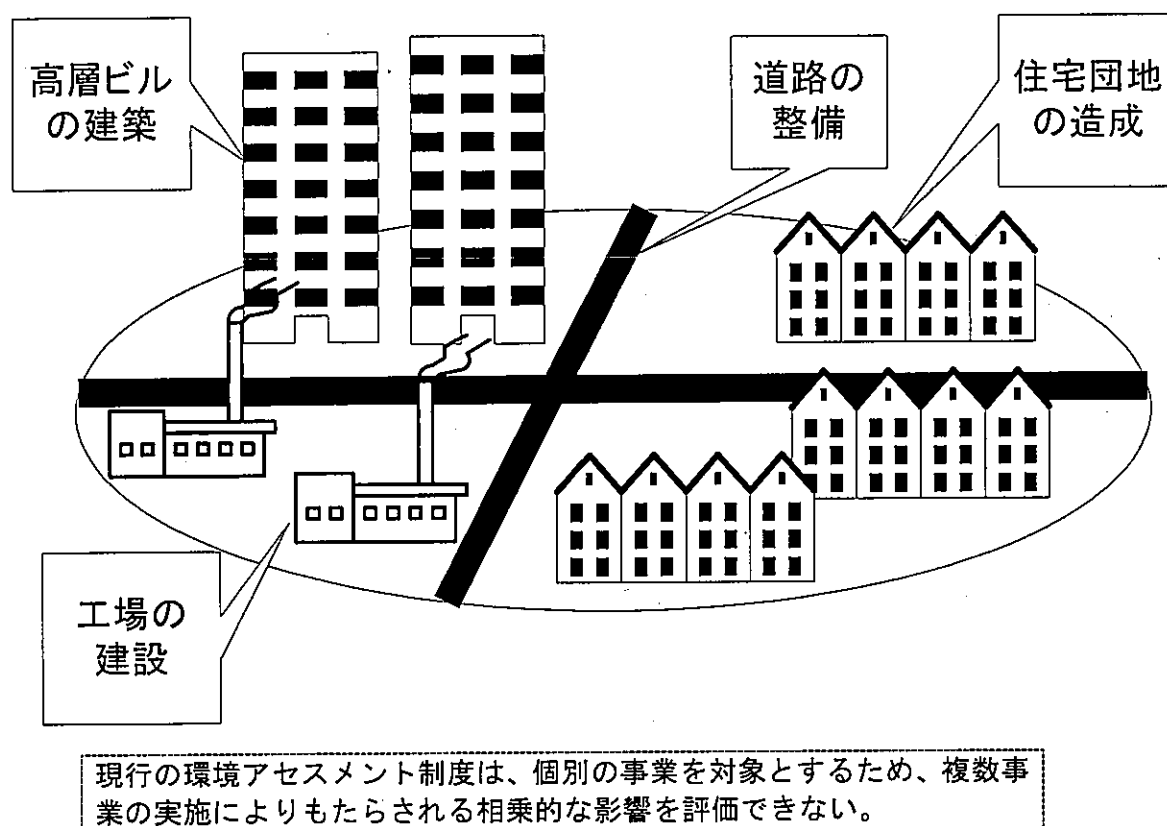 高層ビル
の建築
道路の
整備
住宅団地
の造成
工場の
建設
現行の環境アセスメント制度は、個別の事業を対象とするため、複数事
業の実施によりもたらされる相乗的な影響を評価できない。